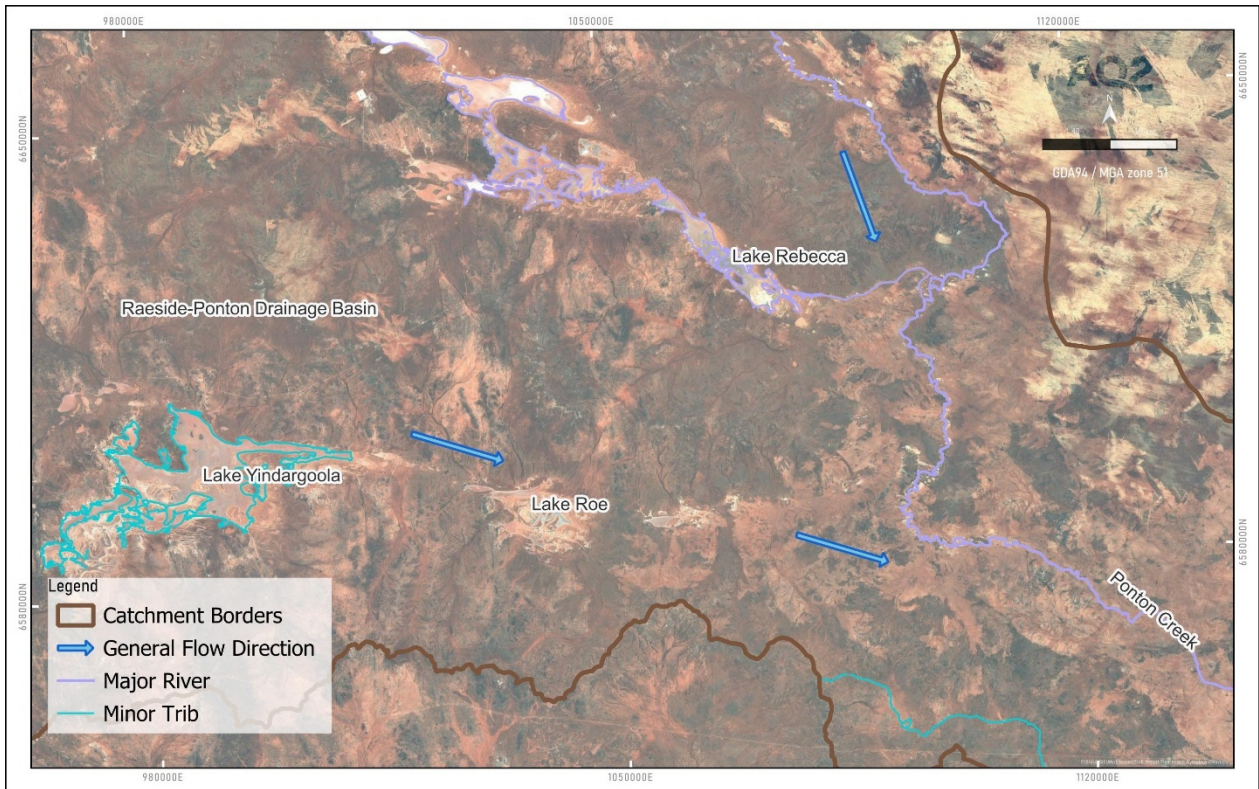 980000E
1050000E
1120000E
6650000N
6650000N
AQ2
N
GDA94 / MGA zone 51
Lake Rebecca
Raeside-Ponton Drainage Basin
Lake Yindargoola
Lake Roe
Ponton Creek
6580000N
6580000N
Legend
Catchment Borders
General Flow Direction
Major River
Minor Trib
980000E
1050000E
1120000E